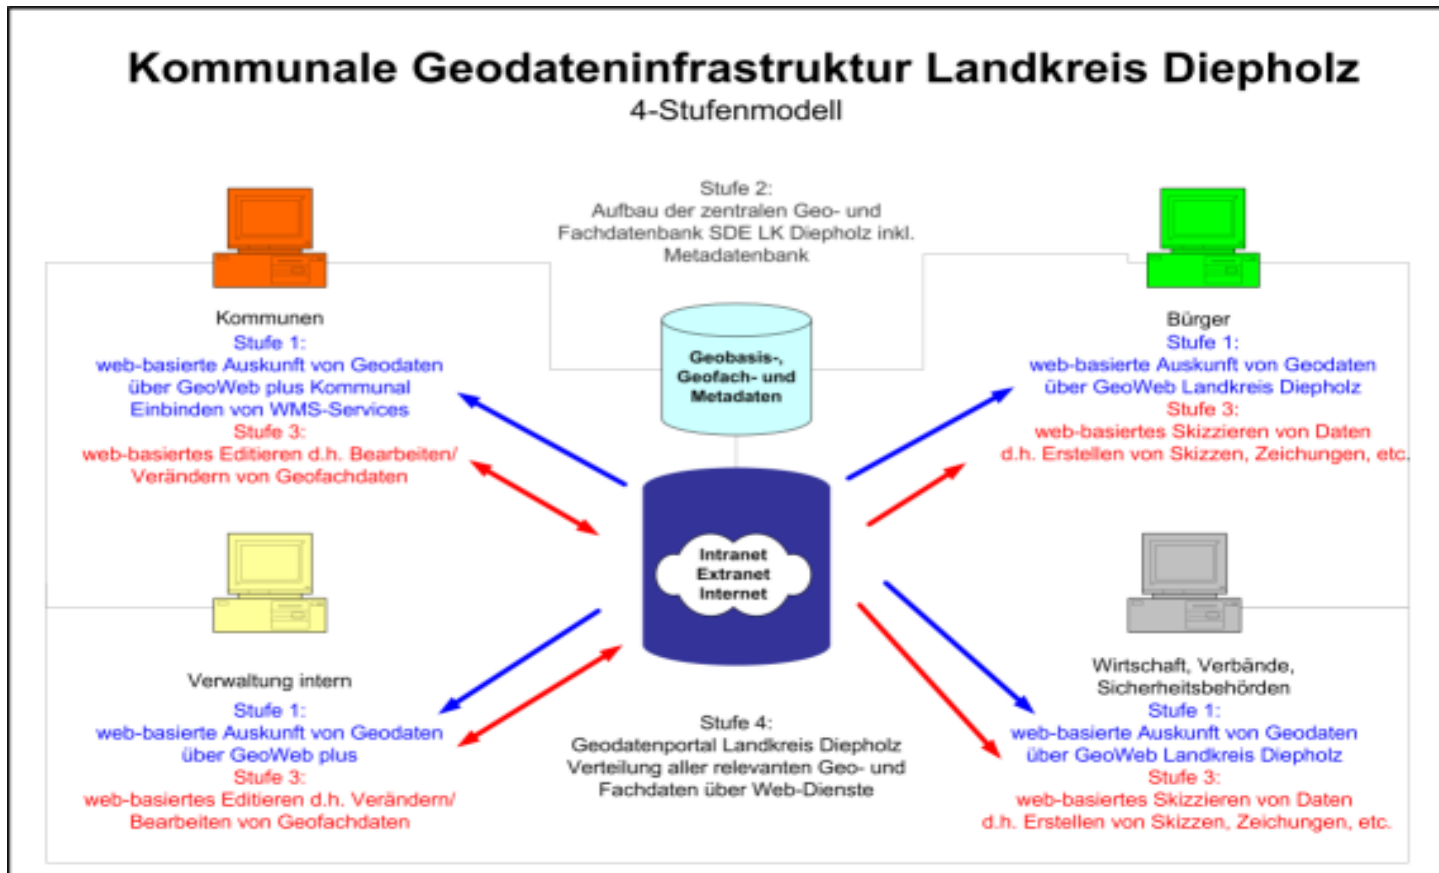 Kommunale Geodateninfrastruktur Landkreis Diepholz
4-Stufenmodell
Stufe 2:
Aufbau der zentralen Geo- und
Fachdatenbank SDE LK Diepholz inkl.
Metadatenbank
Kommunen
Stufe 1:
web-basierte Auskunft von Geodaten
über GeoWeb plus Kommunal
Einbinden von WMS-Services
Stufe 3:
web-basiertes Editieren d.h. Bearbeiten/
Verändern von Geofachdaten
Geobasis-,
Geofach- und
Metadaten
Bürger
Stufe 1:
web-basierte Auskunft von Geodaten
über GeoWeb Landkreis Diepholz
Stufe 3:
web-basiertes Skizzieren von Daten
d.h. Erstellen von Skizzen, Zeichungen, etc.
Intranet
Extranet
Internet
Verwaltung intern
Stufe 1:
web-basierte Auskunft von Geodaten
über GeoWeb plus
Stufe 3:
web-basiertes Editieren d.h. Verändern/
Bearbeiten von Geofachdaten
Stufe 4:
Geodatenportal Landkreis Diepholz
Verteilung aller relevanten Geo- und
Fachdaten über Web-Dienste
Wirtschaft, Verbände,
Sicherheitsbehörden
Stufe 1:
web-basierte Auskunft von Geodaten
über GeoWeb Landkreis Diepholz
Stufe 3:
web-basiertes Skizzieren von Daten
d.h. Erstellen von Skizzen, Zeichungen, etc.